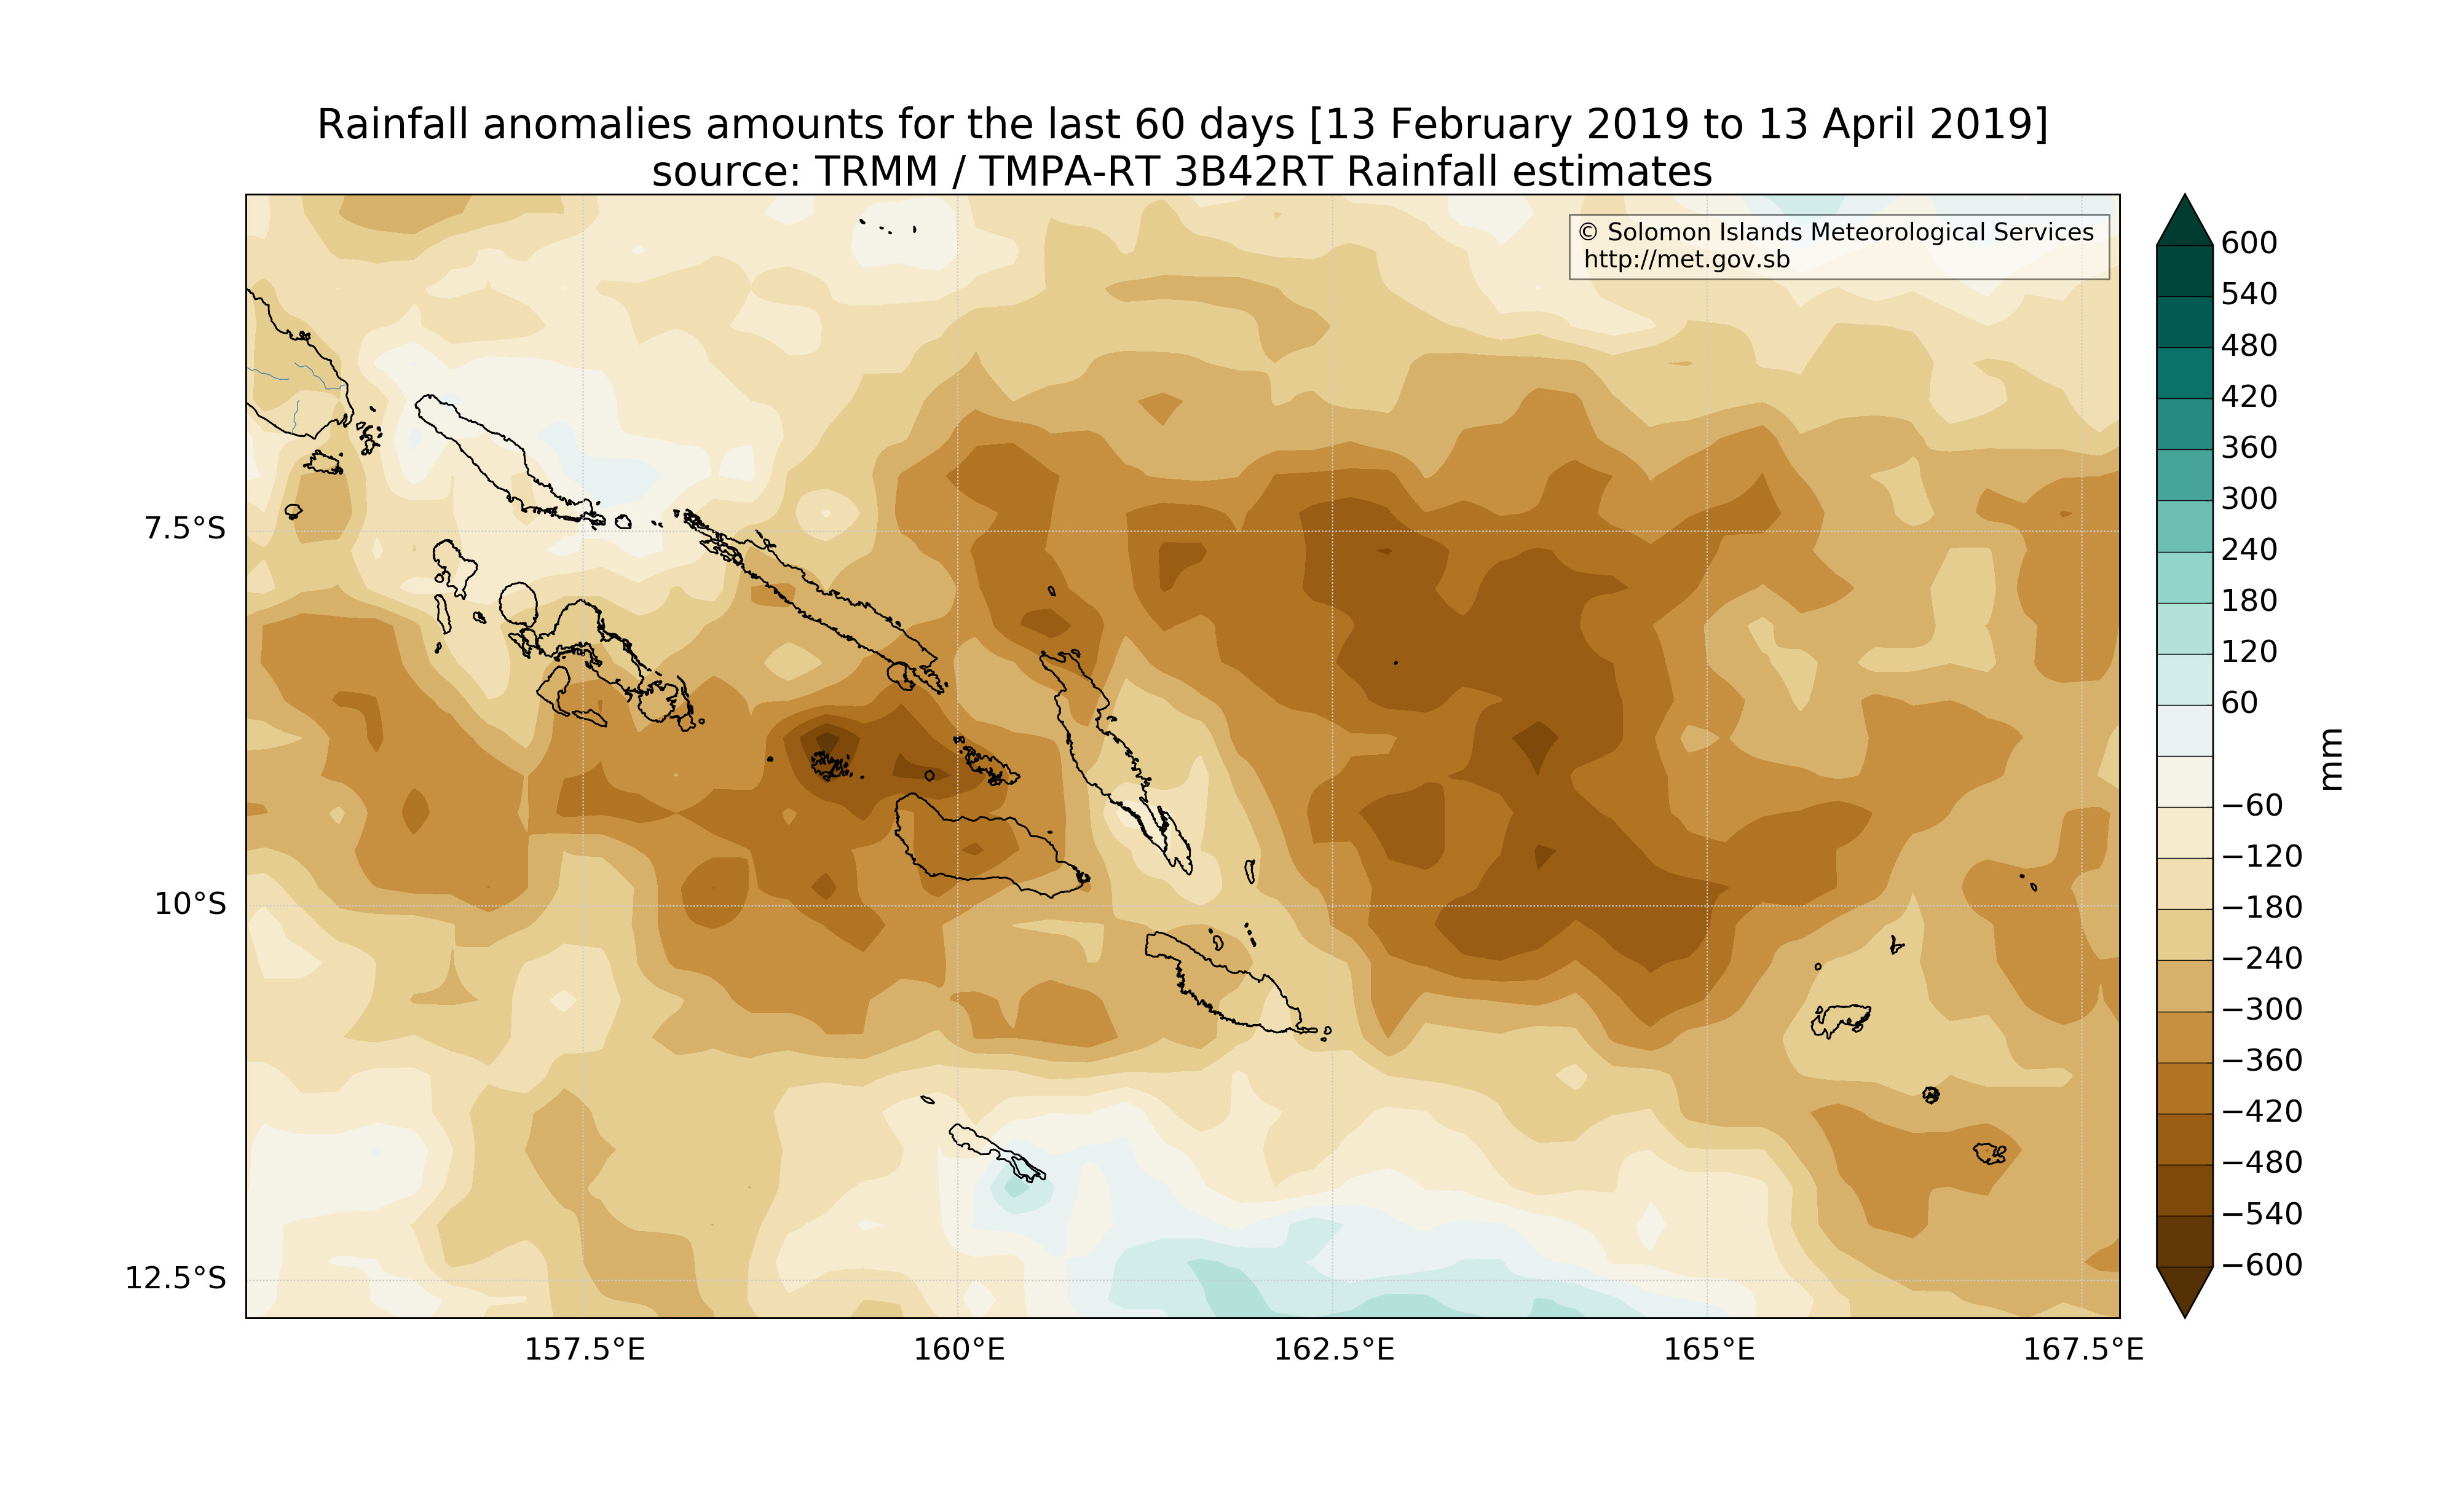 Rainfall anomalies amounts for the last 60 days [13 February 2019 to 13 April 2019]
source: TRMM / TMPA-RT 3B42RT Rainfall estimates
© Solomon Islands Meteorological Services
http://met.gov.sb
7.5°S
10°S
12.5°S
157.5°E
160°E
162.5°E
165°E
167.5°E
600
540
480
420
360
300
240
180
120
60
−60
−120
−180
−240
−300
−360
−420
−480
−540
−600
mm